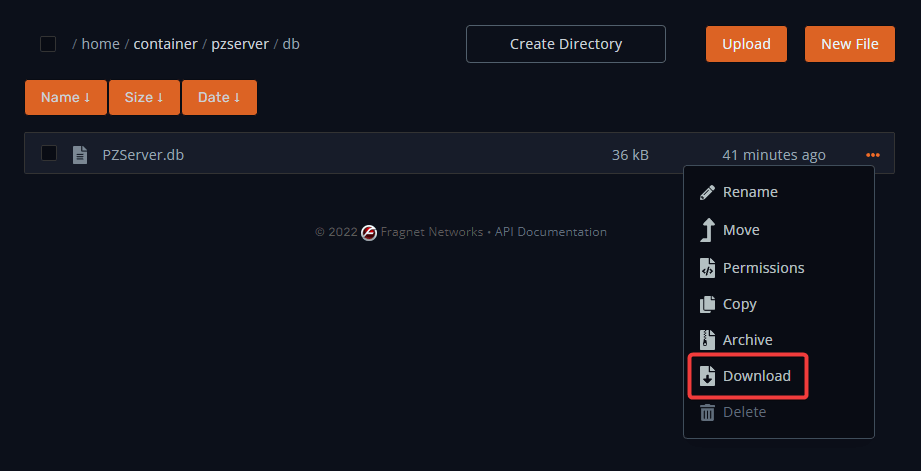 / home / container / pzserver / db
Create Directory
Upload
New File
Name ↓
Size ↓
Date ↓
PZServer.db
36 kB
41 minutes ago
Rename
Move
Permissions
Copy
Archive
Download
Delete
© 2022 Fragnet Networks • API Documentation